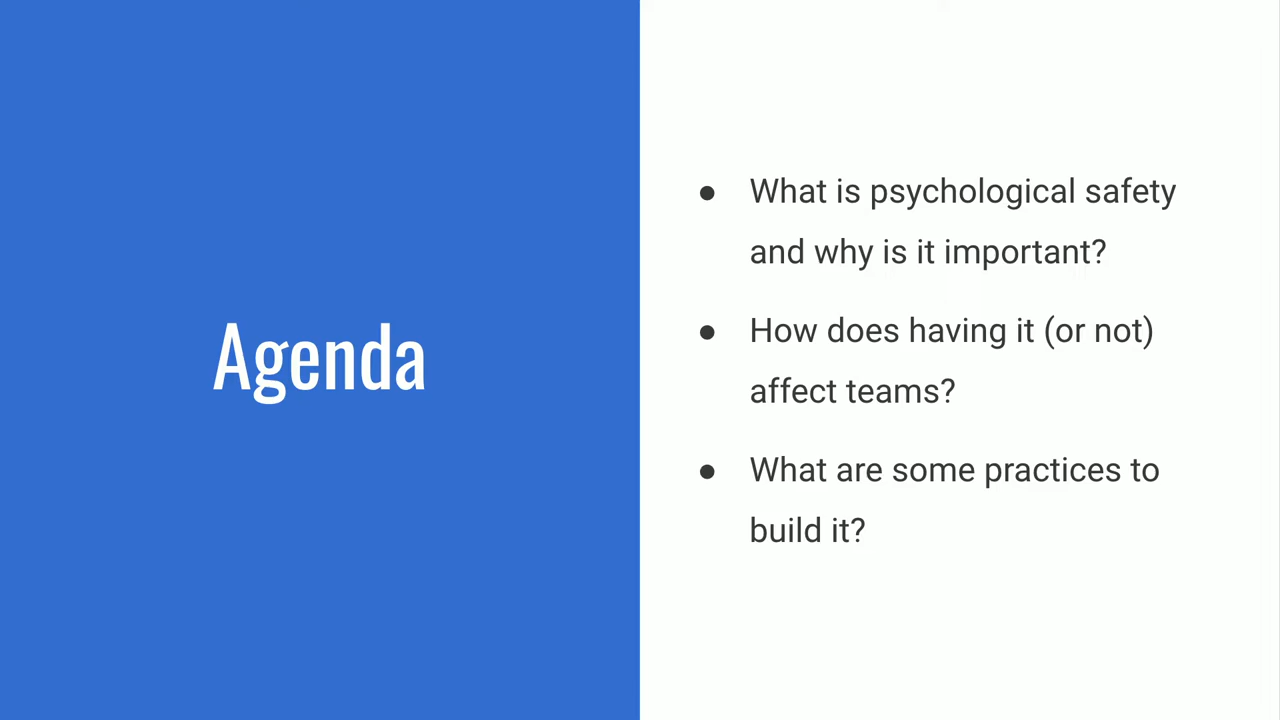 Agenda
● What is psychological safety
and why is it important?
● How does having it (or not)
affect teams?
● What are some practices to
build it?